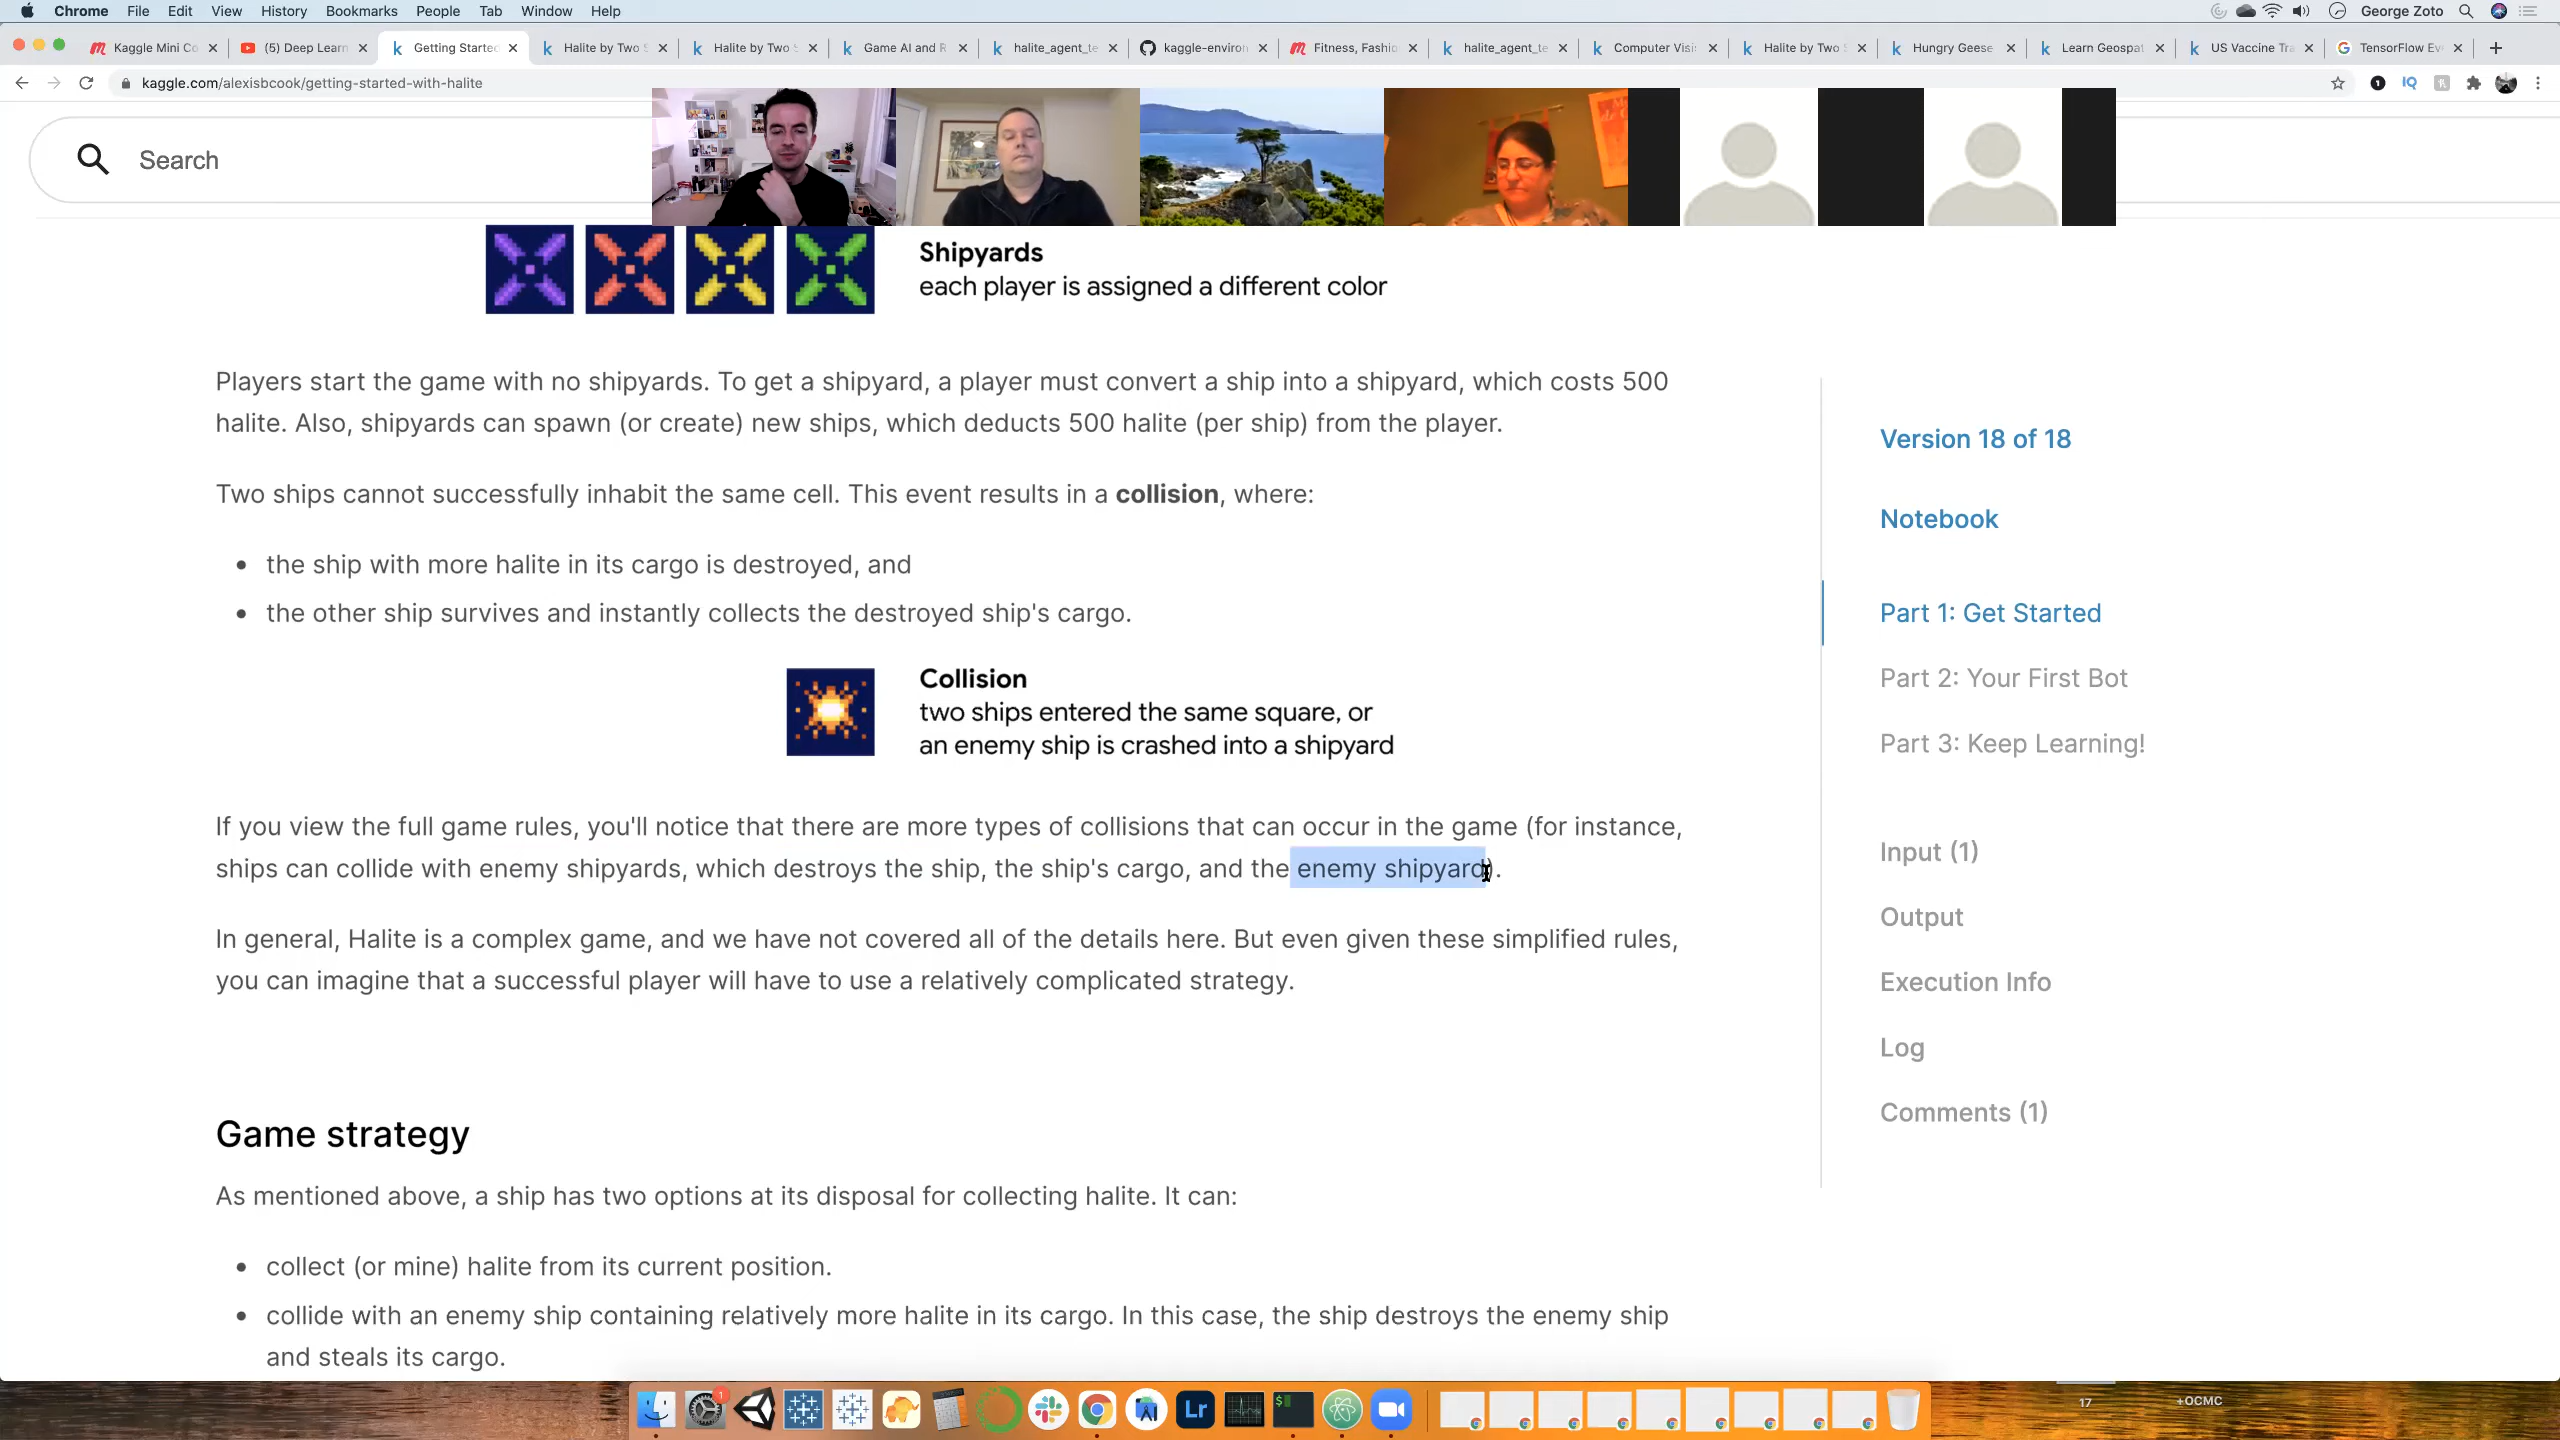 Chrome File Edit View History Bookmarks People Tab Window Help George Zoto
Kaggle Mini Co (5) Deep Learn Getting Started Halite by Two S Halite by Two S Game AI and R halite_agent_te kaggle-environ Fitness, Fashio halite_agent_te Computer Visi Halite by Two S Hungry Geese Learn Geospat US Vaccine Tra TensorFlow Ev
kaggle.com/alexisbcook/getting-started-with-halite
Search
Shipyards
each player is assigned a different color
Players start the game with no shipyards. To get a shipyard, a player must convert a ship into a shipyard, which costs 500
halite. Also, shipyards can spawn (or create) new ships, which deducts 500 halite (per ship) from the player.
Two ships cannot successfully inhabit the same cell. This event results in a collision, where:
• the ship with more halite in its cargo is destroyed, and
• the other ship survives and instantly collects the destroyed ship's cargo.
Collision
two ships entered the same square, or
an enemy ship is crashed into a shipyard
If you view the full game rules, you'll notice that there are more types of collisions that can occur in the game (for instance,
ships can collide with enemy shipyards, which destroys the ship, the ship's cargo, and the enemy shipyard).
In general, Halite is a complex game, and we have not covered all of the details here. But even given these simplified rules,
you can imagine that a successful player will have to use a relatively complicated strategy.
Game strategy
As mentioned above, a ship has two options at its disposal for collecting halite. It can:
• collect (or mine) halite from its current position.
• collide with an enemy ship containing relatively more halite in its cargo. In this case, the ship destroys the enemy ship
and steals its cargo.
Version 18 of 18
Notebook
Part 1: Get Started
Part 2: Your First Bot
Part 3: Keep Learning!
Input (1)
Output
Execution Info
Log
Comments (1)
1
Lr
17
+OCMC